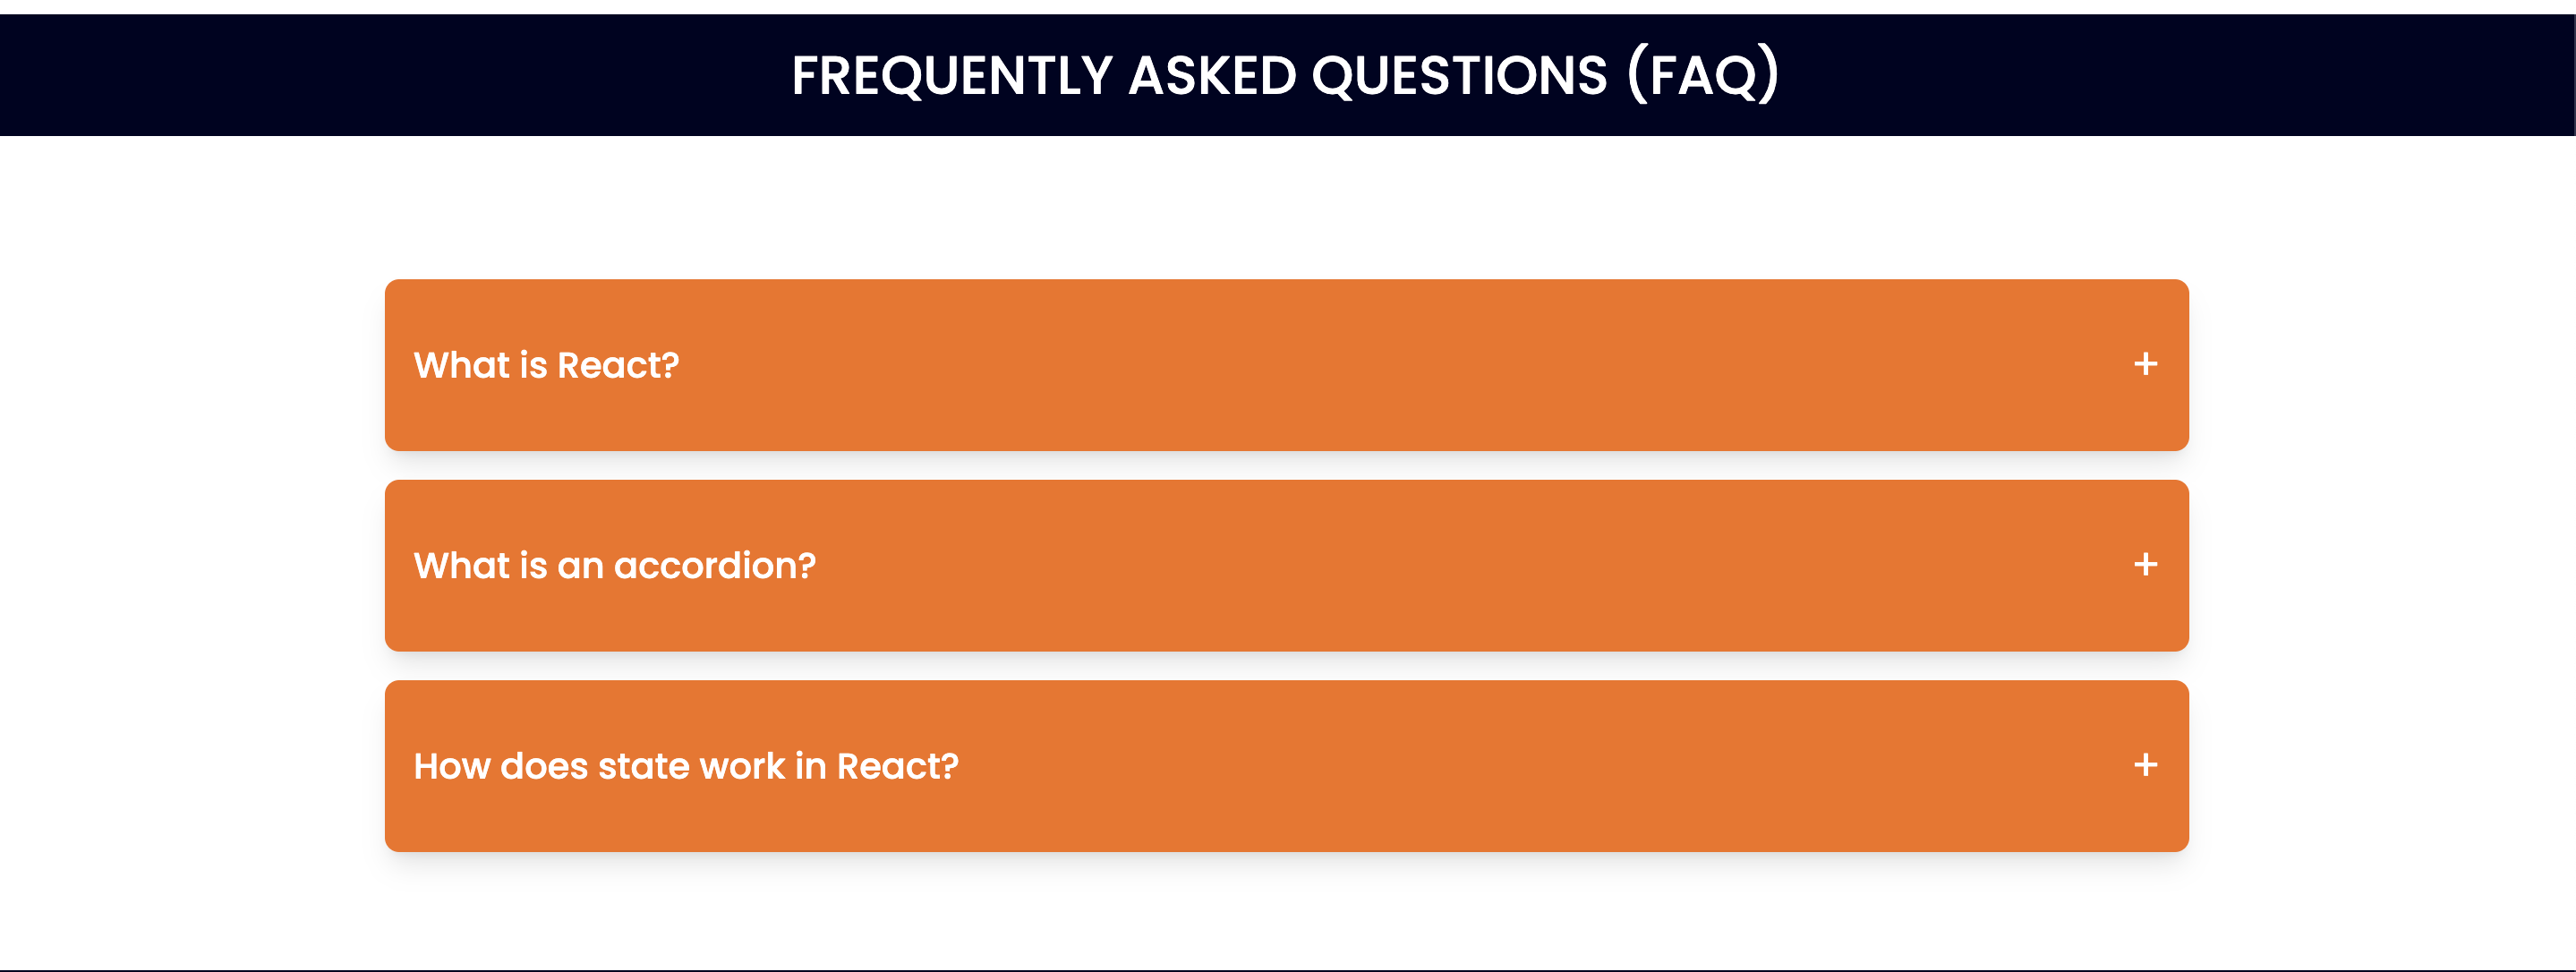 FREQUENTLY ASKED QUESTIONS (FAQ)
What is React? +
What is an accordion? +
How does state work in React? +